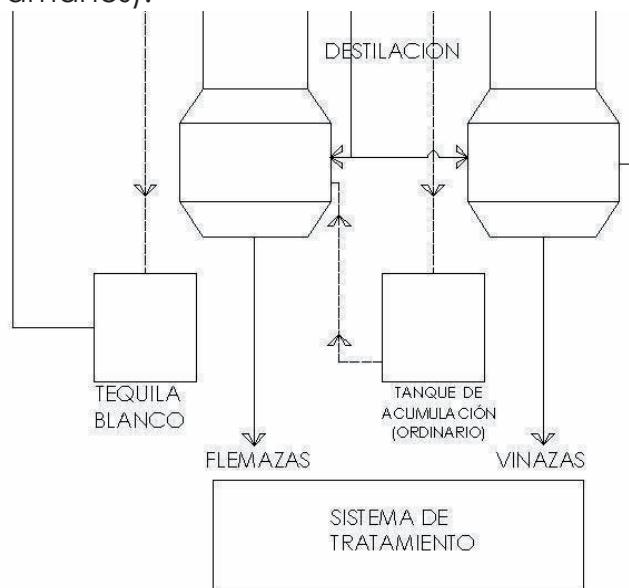 DESTILACION
TEQUILA
BLANCO
TANQUE DE
ACUMULACIÓN
(ORDINARIO)
FLEMAZAS
VINAZAS
SISTEMA DE
TRATAMIENTO